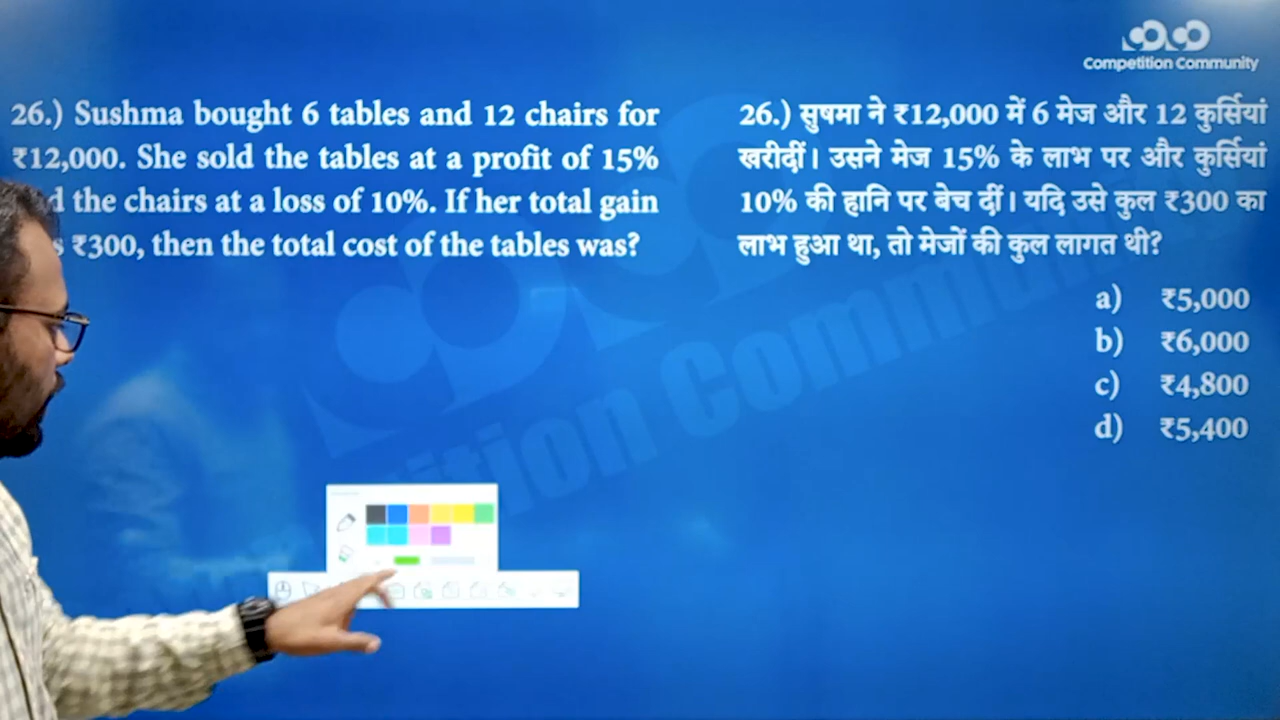 Competition Community
26.) Sushma bought 6 tables and 12 chairs for
₹12,000. She sold the tables at a profit of 15%
the chairs at a loss of 10%. If her total gain
₹300, then the total cost of the tables was?
26.) सुषमा ने ₹12,000 में 6 मेज और 12 कुर्सियां
खरीदीं। उसने मेज 15% के लाभ पर और कुर्सियां
10% की हानि पर बेच दीं। यदि उसे कुल ₹300 का
लाभ हुआ था, तो मेजों की कुल लागत थी?
a) ₹5,000
b) ₹6,000
c) ₹4,800
d) ₹5,400